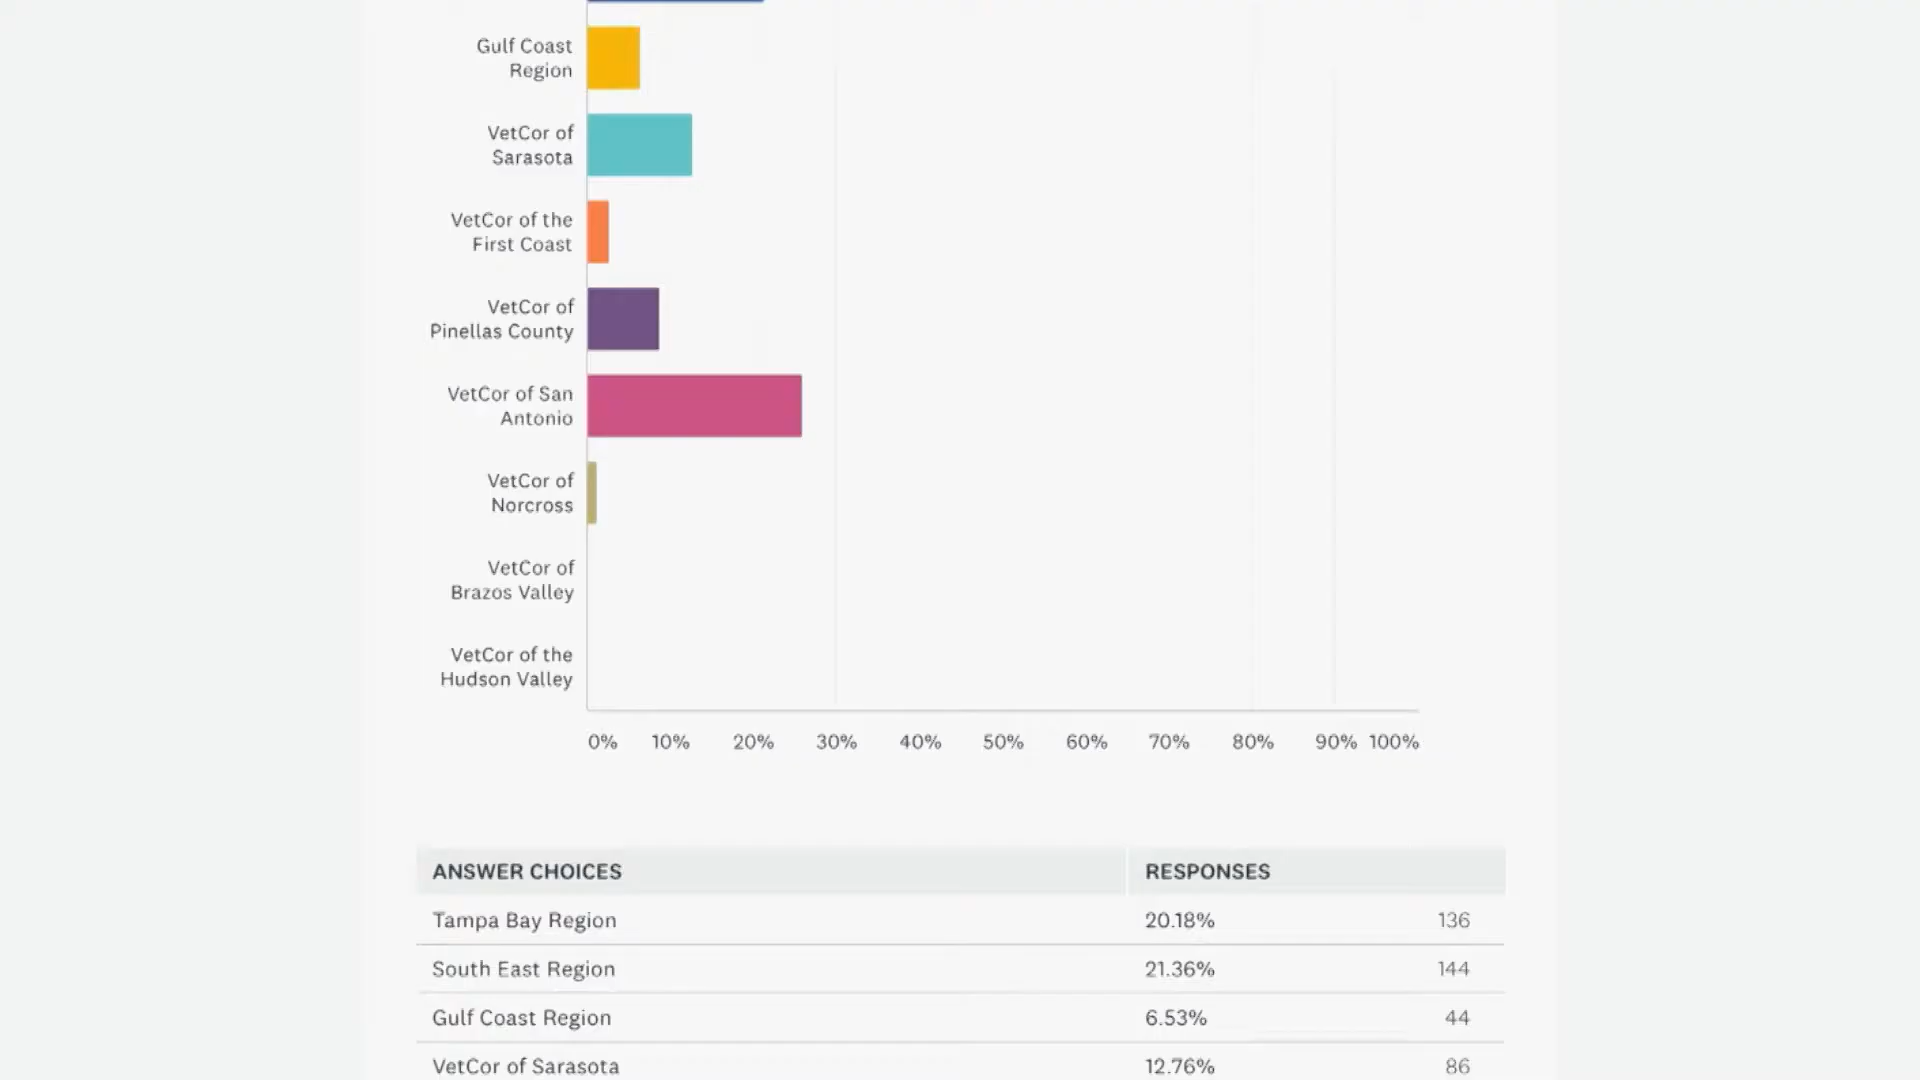 Gulf Coast
Region
VetCor of
Sarasota
VetCor of the
First Coast
VetCor of
Pinellas County
VetCor of San
Antonio
VetCor of
Norcross
VetCor of
Brazos Valley
VetCor of the
Hudson Valley
0% 10% 20% 30% 40% 50% 60% 70% 80% 90% 100%
ANSWER CHOICES RESPONSES
Tampa Bay Region 20.18% 136
South East Region 21.36% 144
Gulf Coast Region 6.53% 44
VetCor of Sarasota 12.76% 86